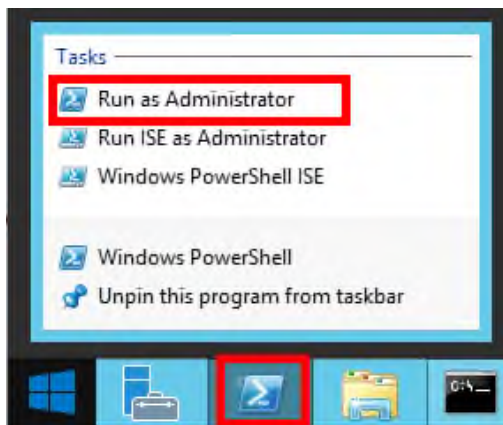 Tasks
Run as Administrator
Run ISE as Administrator
Windows PowerShell ISE
Windows PowerShell
Unpin this program from taskbar